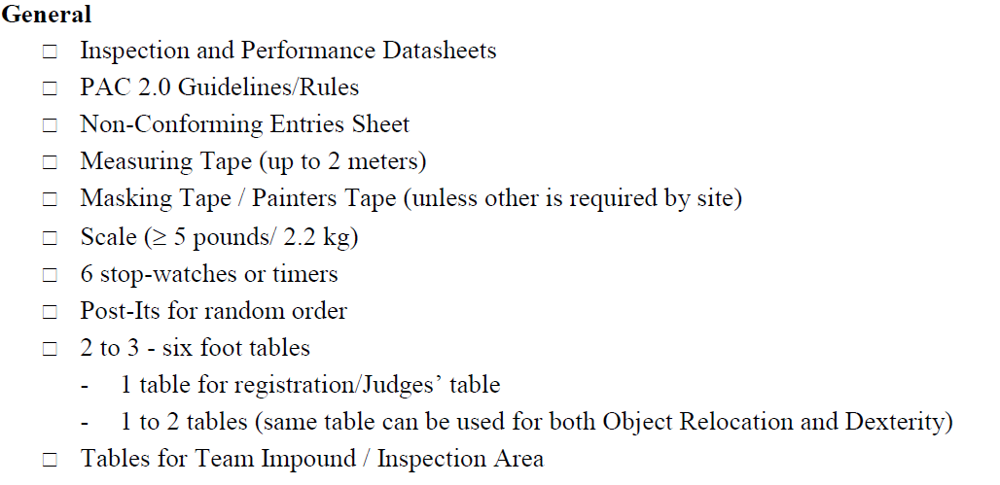 General
□ Inspection and Performance Datasheets
□ PAC 2.0 Guidelines/Rules
□ Non-Conforming Entries Sheet
□ Measuring Tape (up to 2 meters)
□ Masking Tape / Painters Tape (unless other is required by site)
□ Scale (≥ 5 pounds/ 2.2 kg)
□ 6 stop-watches or timers
□ Post-Its for random order
□ 2 to 3 - six foot tables
- 1 table for registration/Judges’ table
- 1 to 2 tables (same table can be used for both Object Relocation and Dexterity)
□ Tables for Team Impound / Inspection Area